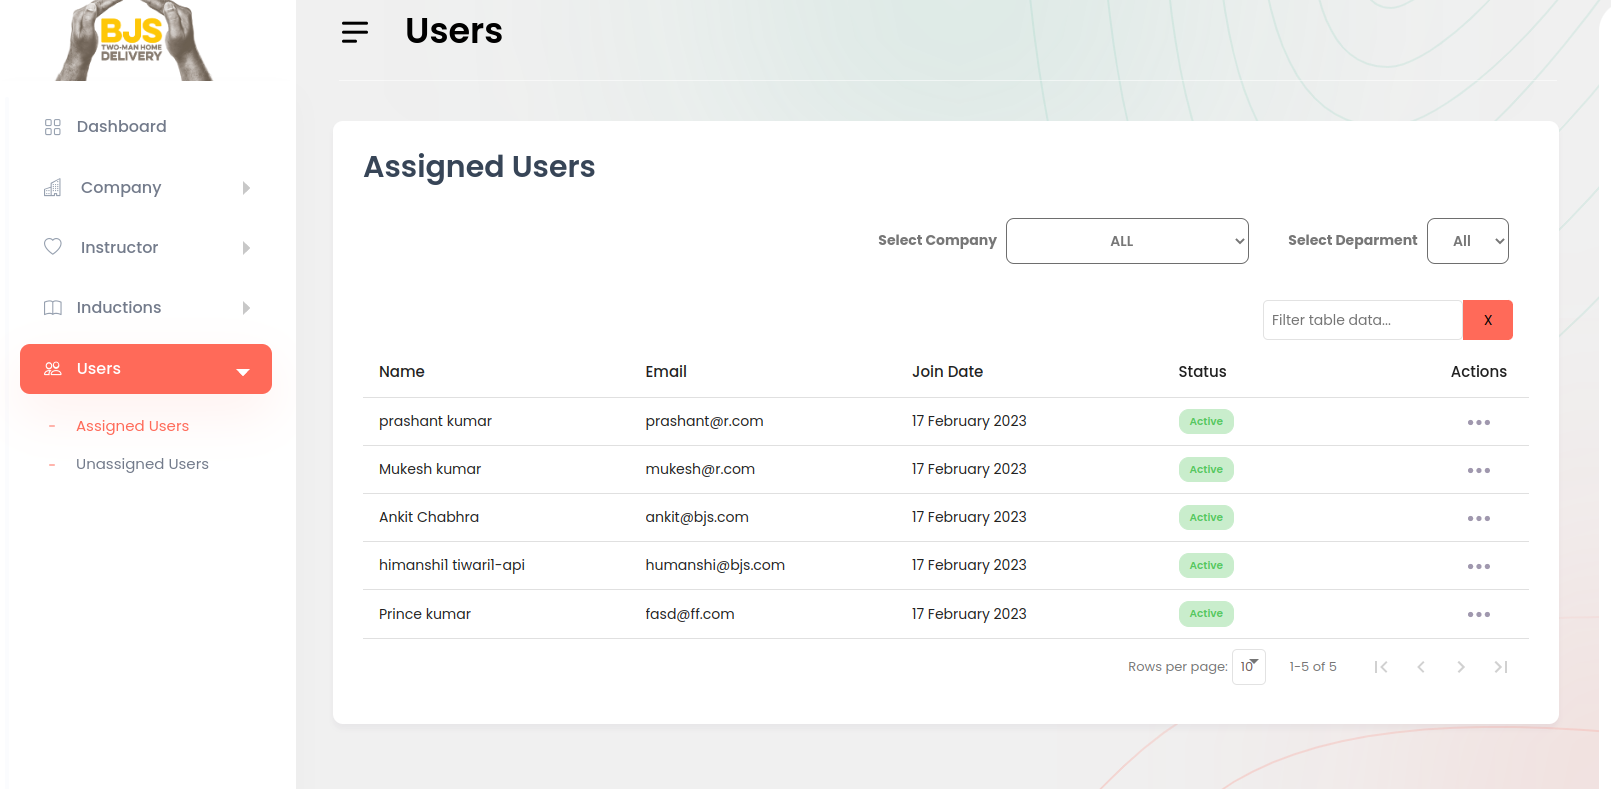 BJS
TWO-MAN HOME
DELIVERY
Users
Dashboard
Company
Instructor
Inductions
Users
- Assigned Users
- Unassigned Users
Assigned Users
Select Company ALL Select Deparment All
Filter table data... X
Name Email Join Date Status Actions
prashant kumar prashant@r.com 17 February 2023 Active
Mukesh kumar mukesh@r.com 17 February 2023 Active
Ankit Chabhra ankit@bjs.com 17 February 2023 Active
himanshi1 tiwari1-api humanshi@bjs.com 17 February 2023 Active
Prince kumar fasd@ff.com 17 February 2023 Active
Rows per page: 10 1-5 of 5